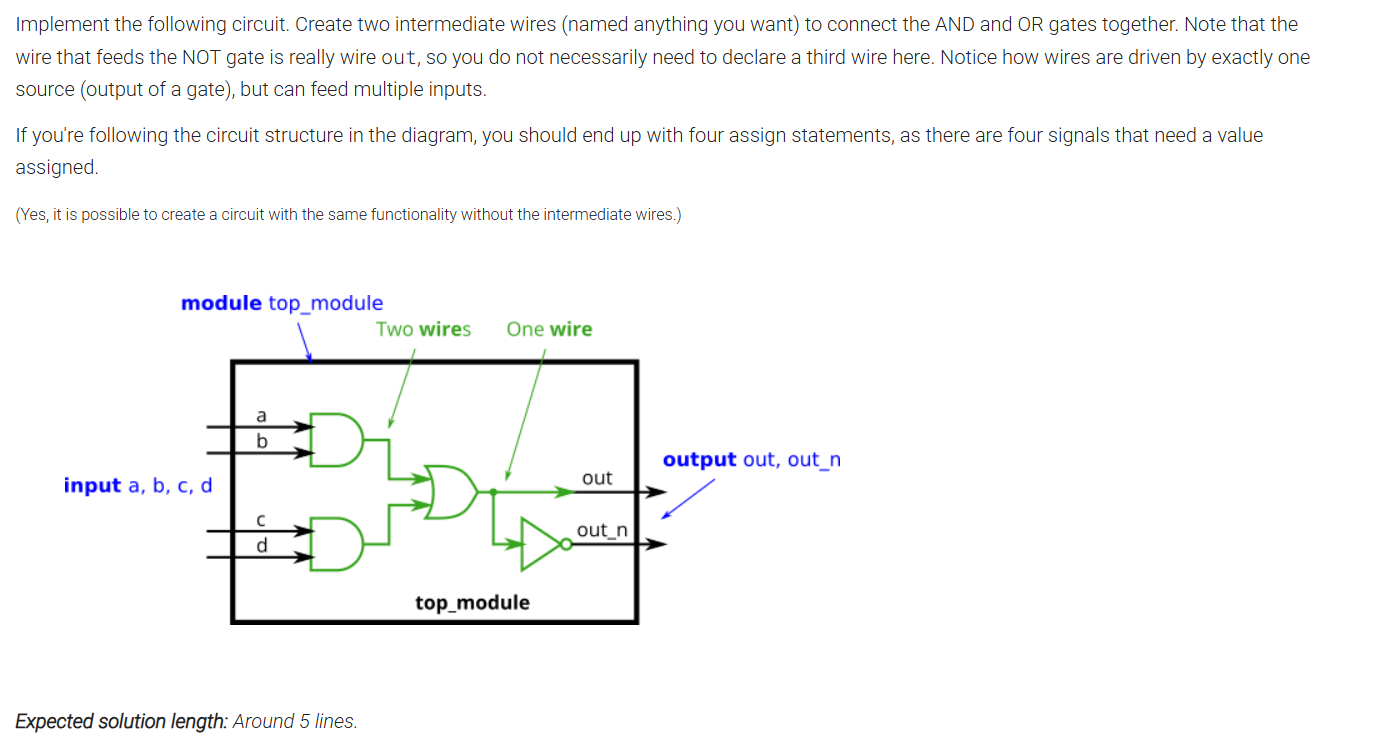 Implement the following circuit. Create two intermediate wires (named anything you want) to connect the AND and OR gates together. Note that the
wire that feeds the NOT gate is really wire out, so you do not necessarily need to declare a third wire here. Notice how wires are driven by exactly one
source (output of a gate), but can feed multiple inputs.
If you're following the circuit structure in the diagram, you should end up with four assign statements, as there are four signals that need a value
assigned.
(Yes, it is possible to create a circuit with the same functionality without the intermediate wires.)
module top_module
Two wires One wire
a
b
output out, out_n
out
input a, b, c, d
c
out_n
d
top_module
Expected solution length: Around 5 lines.